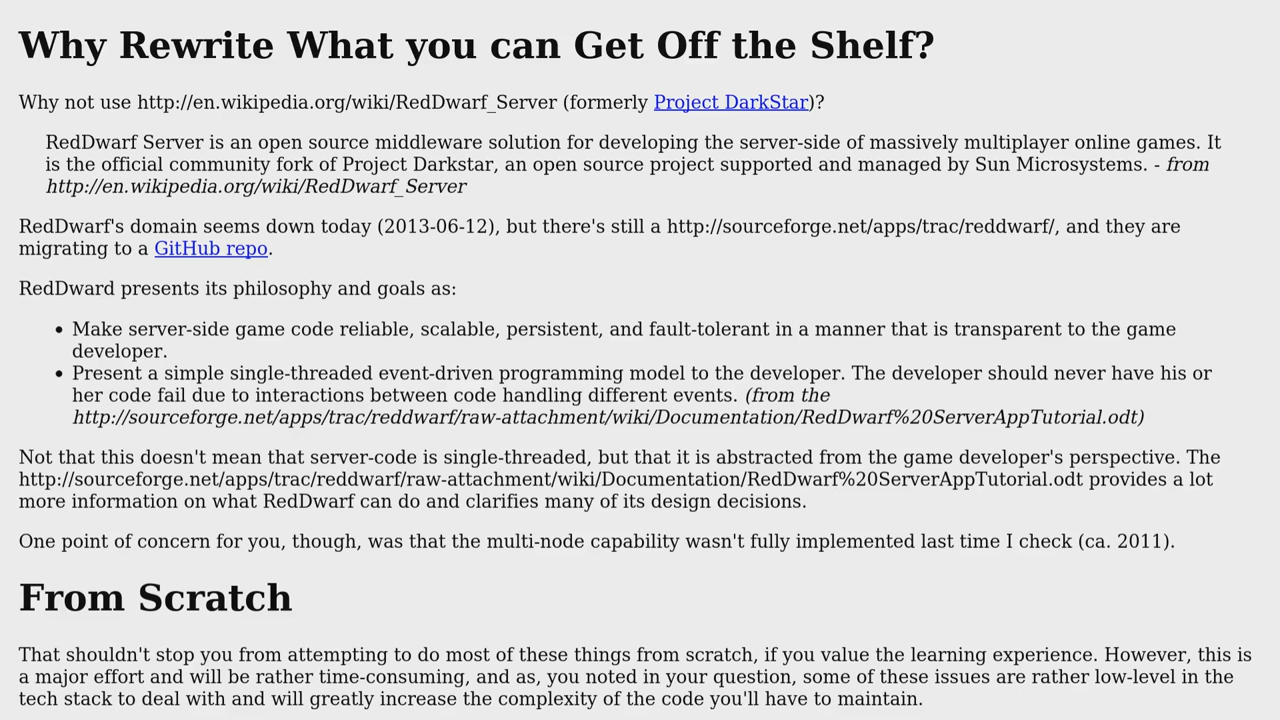 Why Rewrite What you can Get Off the Shelf?
Why not use http://en.wikipedia.org/wiki/RedDwarf_Server (formerly Project DarkStar)?
RedDwarf Server is an open source middleware solution for developing the server-side of massively multiplayer online games. It
is the official community fork of Project Darkstar, an open source project supported and managed by Sun Microsystems. - from
http://en.wikipedia.org/wiki/RedDwarf_Server
RedDwarf's domain seems down today (2013-06-12), but there's still a http://sourceforge.net/apps/trac/reddwarf/, and they are
migrating to a GitHub repo.
RedDward presents its philosophy and goals as:
• Make server-side game code reliable, scalable, persistent, and fault-tolerant in a manner that is transparent to the game
developer.
• Present a simple single-threaded event-driven programming model to the developer. The developer should never have his or
her code fail due to interactions between code handling different events. (from the
http://sourceforge.net/apps/trac/reddwarf/raw-attachment/wiki/Documentation/RedDwarf%20ServerAppTutorial.odt)
Not that this doesn't mean that server-code is single-threaded, but that it is abstracted from the game developer's perspective. The
http://sourceforge.net/apps/trac/reddwarf/raw-attachment/wiki/Documentation/RedDwarf%20ServerAppTutorial.odt provides a lot
more information on what RedDwarf can do and clarifies many of its design decisions.
One point of concern for you, though, was that the multi-node capability wasn't fully implemented last time I check (ca. 2011).
From Scratch
That shouldn't stop you from attempting to do most of these things from scratch, if you value the learning experience. However, this is
a major effort and will be rather time-consuming, and as, you noted in your question, some of these issues are rather low-level in the
tech stack to deal with and will greatly increase the complexity of the code you'll have to maintain.